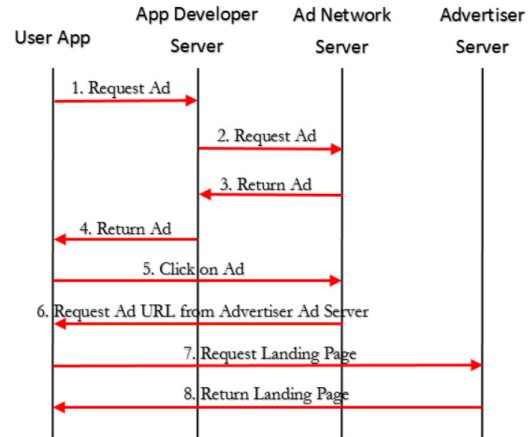 User App
App Developer
Server
Ad Network
Server
Advertiser
Server
1. Request Ad
2. Request Ad
3. Return Ad
4. Return Ad
5. Click on Ad
6. Request Ad URL from Advertiser Ad Server
7. Request Landing Page
8. Return Landing Page